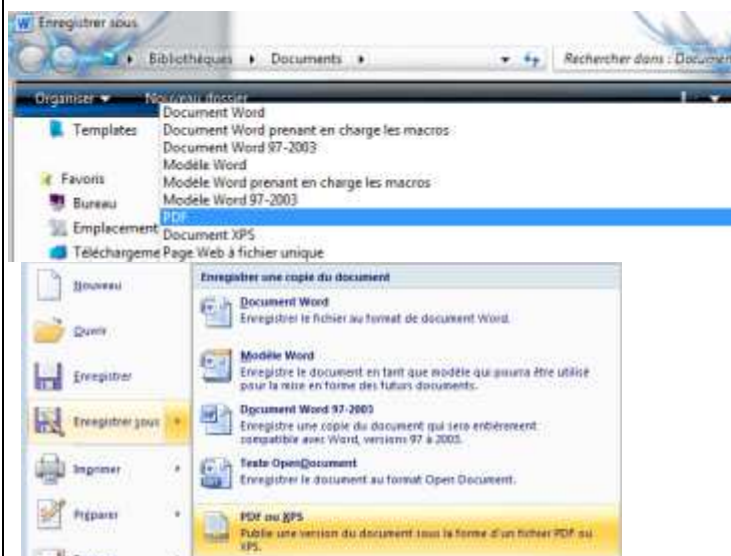 Enregistrer sous
Bibliothèques Documents
Rechercher dans : Documen
Organiser Nouveau dossier
Document Word
Templates
Document Word prenant en charge les macros
Document Word 97-2003
Modèle Word
Favoris
Modèle Word prenant en charge les macros
Bureau
Modèle Word 97-2003
PDF
Emplacement
Document XPS
Téléchargeme
Page Web à fichier unique
Nouveau
Ouvrir
Enregistrer
Enregistrer sous
Imprimer
Préparer
Enregistrer une copie du document
Document Word
Enregistrer le fichier au format de document Word.
Modèle Word
Enregistre le document en tant que modèle qui pourra être utilisé
pour la mise en forme des futurs documents.
Document Word 97-2003
Enregistre une copie du document qui sera entièrement
compatible avec Word, versions 97 à 2003.
Texte OpenDocument
Enregistrer le document au format Open Document.
PDF ou XPS
Publie une version du document sous la forme d'un fichier PDF ou
XPS.